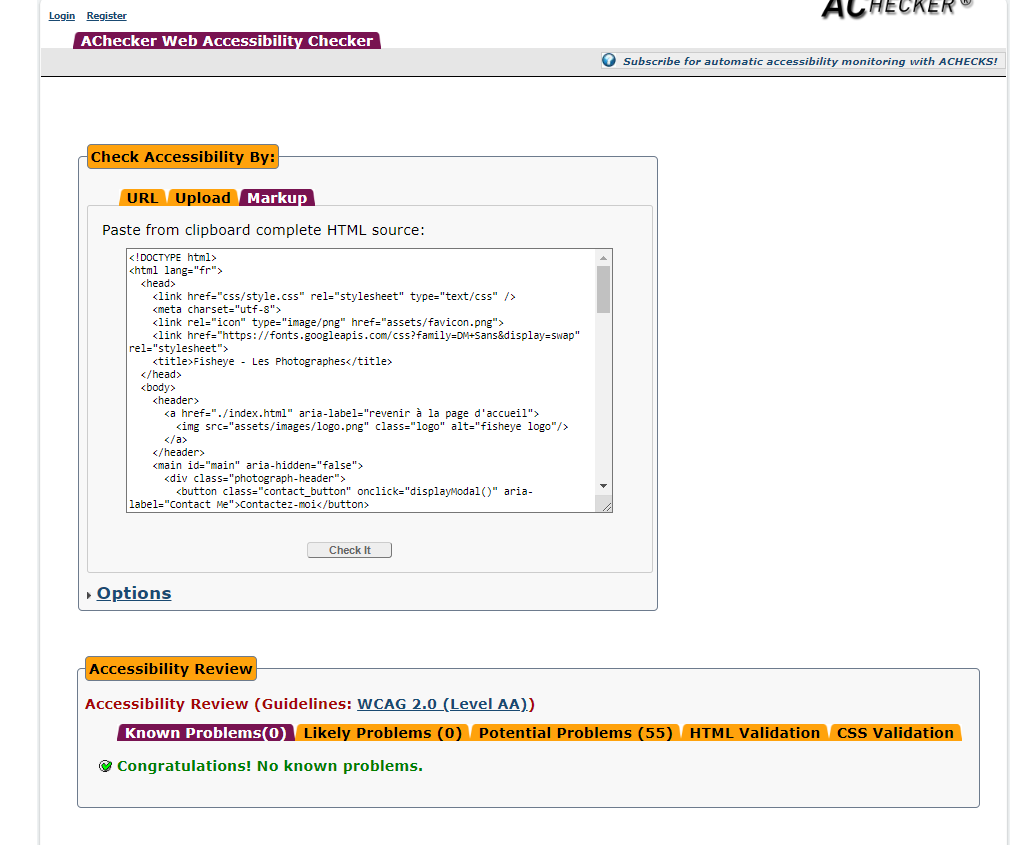 ACHECKER®
Login Register
AChecker Web Accessibility Checker
Subscribe for automatic accessibility monitoring with ACHECKS!
Check Accessibility By:
URL Upload Markup
Paste from clipboard complete HTML source:
<!DOCTYPE html>
<html lang="fr">
<head>
<link href="css/style.css" rel="stylesheet" type="text/css" />
<meta charset="utf-8">
<link rel="icon" type="image/png" href="assets/favicon.png">
<link href="https://fonts.googleapis.com/css?family=DM+Sans&display=swap"
rel="stylesheet">
<title>Fisheye - Les Photographes</title>
</head>
<body>
<header>
<a href="./index.html" aria-label="revenir à la page d'accueil">
<img src="assets/images/logo.png" class="logo" alt="fisheye logo"/>
</a>
</header>
<main id="main" aria-hidden="false">
<div class="photograph-header">
<button class="contact_button" onclick="displayModal()" aria-
label="Contact Me">Contactez-moi</button>
Check It
Options
Accessibility Review
Accessibility Review (Guidelines: WCAG 2.0 (Level AA))
Known Problems(0) Likely Problems (0) Potential Problems (55) HTML Validation CSS Validation
Congratulations! No known problems.